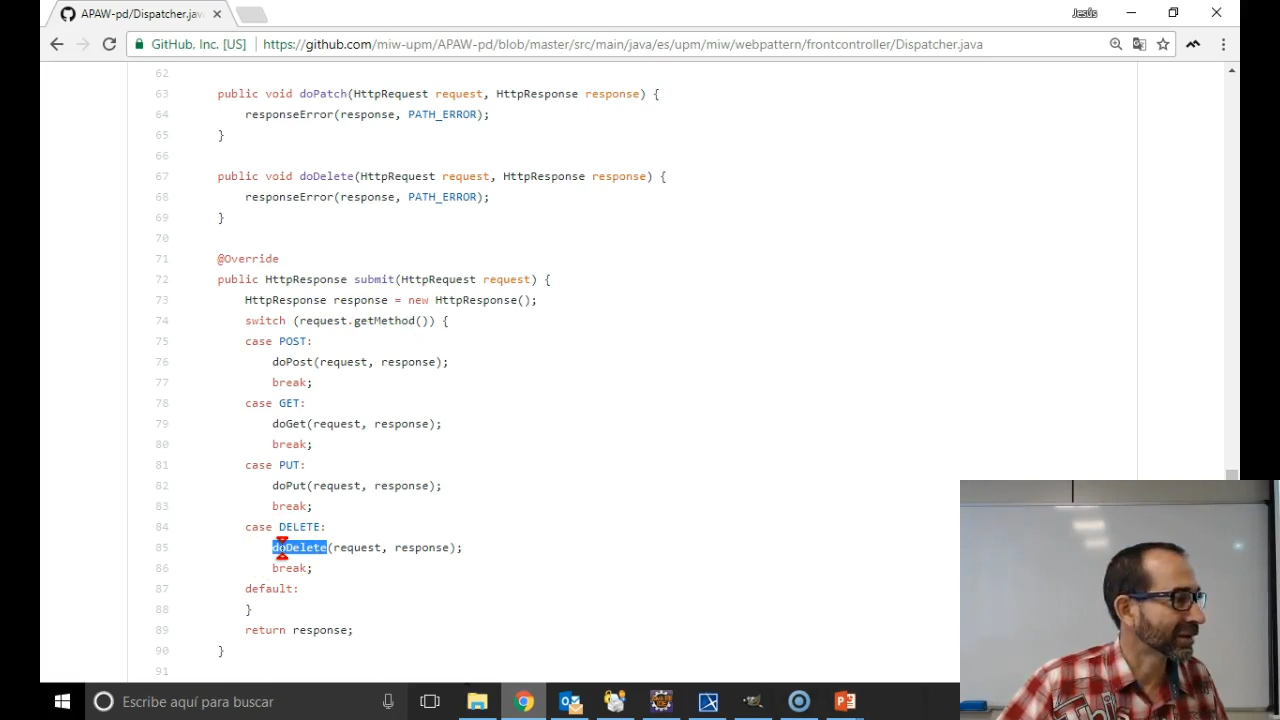 APAW-pd/Dispatcher.jav
Jesús
GitHub, Inc. [US]
https://github.com/miw-upm/APAW-pd/blob/master/src/main/java/es/upm/miw/webpattern/fromcontroller/Dispatcher.java
62
63 public void doPatch(HttpRequest request, HttpResponse response) {
64 responseError(response, PATH_ERROR);
65 }
66
67 public void doDelete(HttpRequest request, HttpResponse response) {
68 responseError(response, PATH_ERROR);
69 }
70
71 @Override
72 public HttpResponse submit(HttpRequest request) {
73 HttpResponse response = new HttpResponse();
74 switch (request.getMethod()) {
75 case POST:
76 doPost(request, response);
77 break;
78 case GET:
79 doGet(request, response);
80 break;
81 case PUT:
82 doPut(request, response);
83 break;
84 case DELETE:
85 doDelete(request, response);
86 break;
87 default:
88 }
89 return response;
90 }
91
Escribe aquí para buscar